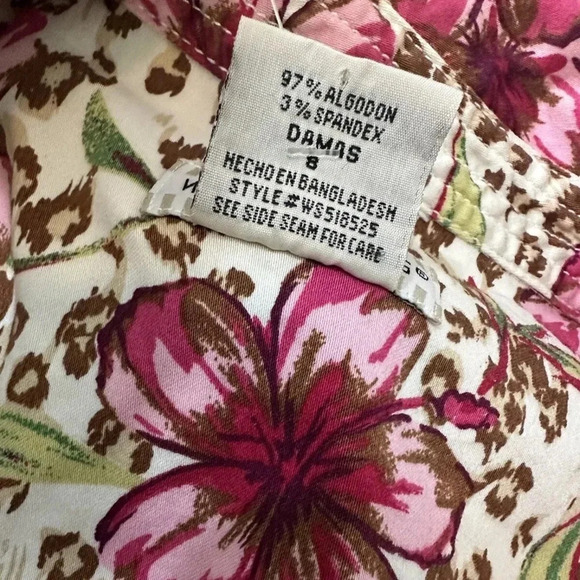 97% ALGODON
3% SPANDEX
DAMAS
8
HECHO EN BANGLADESH
STYLE #WS518525
SEE SIDE SEAM FOR CARE